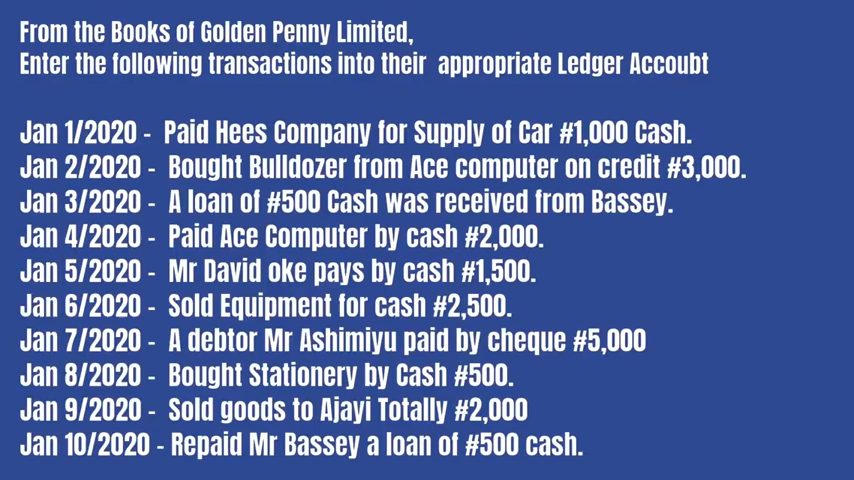 From the Books of Golden Penny Limited,
Enter the following transactions into their appropriate Ledger Accoubt
Jan 1/2020 - Paid Hees Company for Supply of Car #1,000 Cash.
Jan 2/2020 - Bought Bulldozer from Ace computer on credit #3,000.
Jan 3/2020 - A loan of #500 Cash was received from Bassey.
Jan 4/2020 - Paid Ace Computer by cash #2,000.
Jan 5/2020 - Mr David oke pays by cash #1,500.
Jan 6/2020 - Sold Equipment for cash #2,500.
Jan 7/2020 - A debtor Mr Ashimiyu paid by cheque #5,000
Jan 8/2020 - Bought Stationery by Cash #500.
Jan 9/2020 - Sold goods to Ajayi Totally #2,000
Jan 10/2020 - Repaid Mr Bassey a loan of #500 cash.